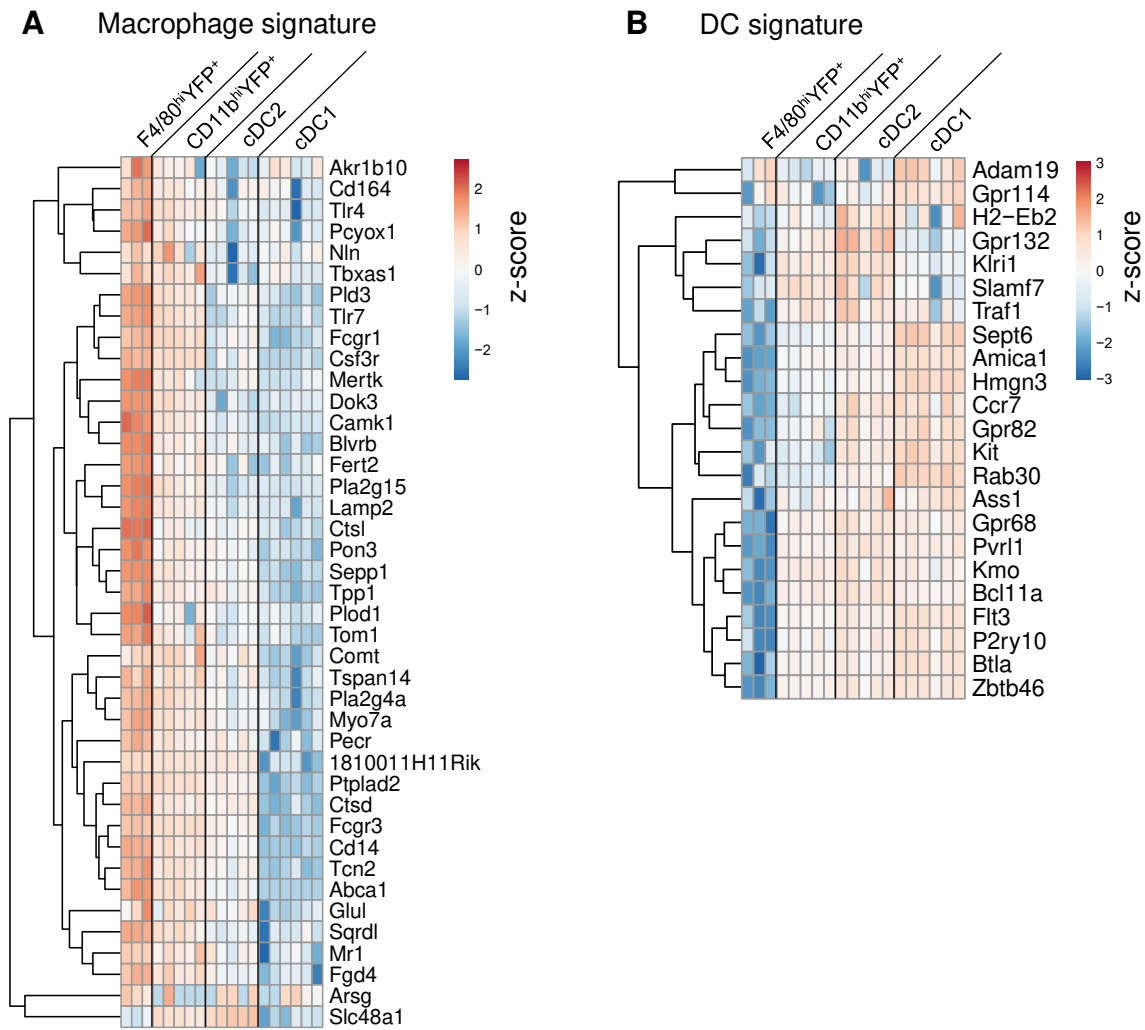 A Macrophage signature
F4/80hiYFP+
CD11bhiYFP+
cDC2
cDC1
Akr1b10
Cd164
Tlr4
Pcyox1
Nln
Tbxas1
Pld3
Tlr7
Fcgr1
Csf3r
Mertk
Dok3
Camk1
Blvrb
Fert2
Pla2g15
Lamp2
Ctsl
Pon3
Sepp1
Tpp1
Plod1
Tom1
Comt
Tspan14
Pla2g4a
Myo7a
Pecr
1810011H11Rik
Ptplad2
Ctsd
Fcgr3
Cd14
Tcn2
Abca1
Glul
Sqrdl
Mr1
Fgd4
Arsg
Slc48a1
2
1
0
−1
−2
z-score
B DC signature
F4/80hiYFP+
CD11bhiYFP+
cDC2
cDC1
Adam19
Gpr114
H2−Eb2
Gpr132
Klri1
Slamf7
Traf1
Sept6
Amica1
Hmgn3
Ccr7
Gpr82
Kit
Rab30
Ass1
Gpr68
Pvrl1
Kmo
Bcl11a
Flt3
P2ry10
Btla
Zbtb46
3
2
1
0
−1
−2
−3
z-score